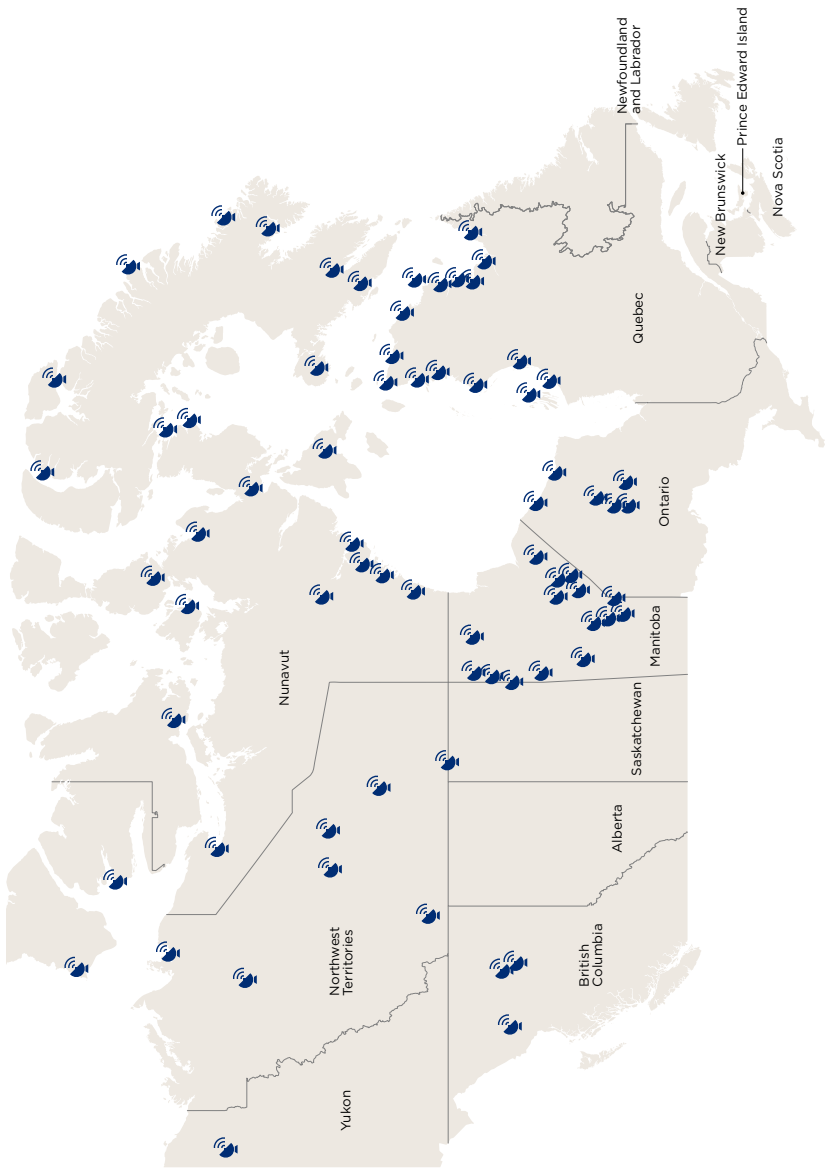 Yukon
Northwest
Territories
Nunavut
British
Columbia
Alberta
Saskatchewan
Manitoba
Ontario
Quebec
Newfoundland
and Labrador
New Brunswick
Prince Edward Island
Nova Scotia